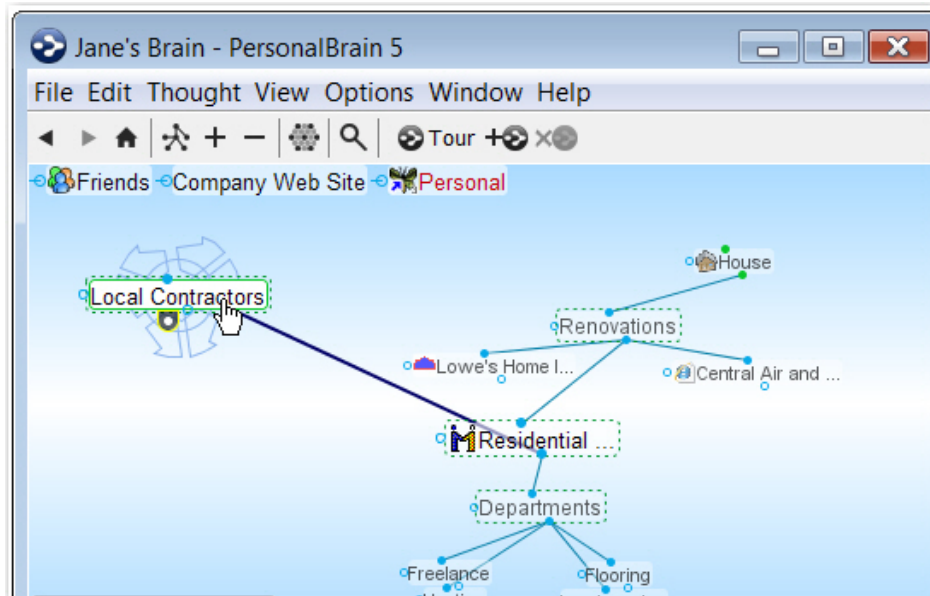 Jane's Brain - PersonalBrain 5
File Edit Thought View Options Window Help
Tour
Friends Company Web Site Personal
House
Local Contractors
Renovations
Lowe's Home I...
Central Air and ...
Residential ...
Departments
Freelance
Flooring